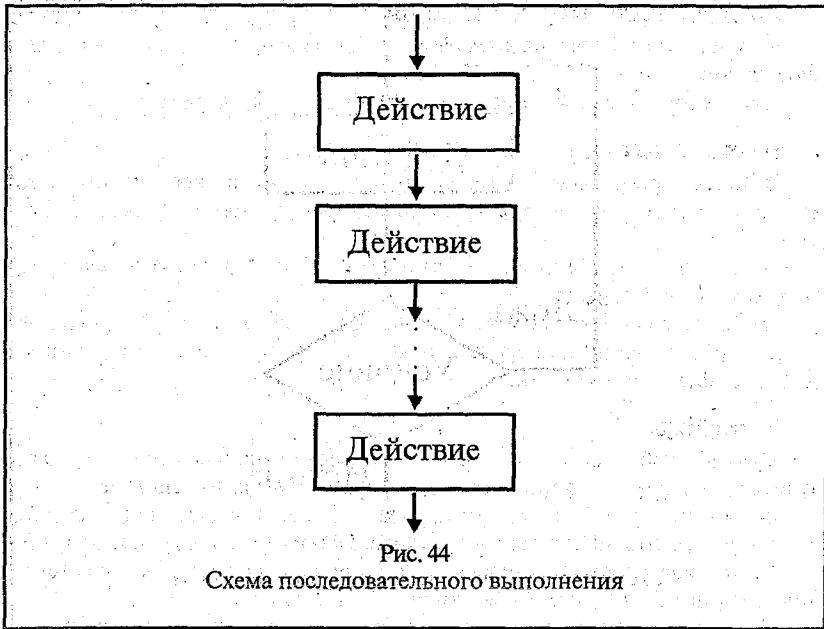 Действие
Действие
Действие
Рис. 44
Схема последовательного выполнения